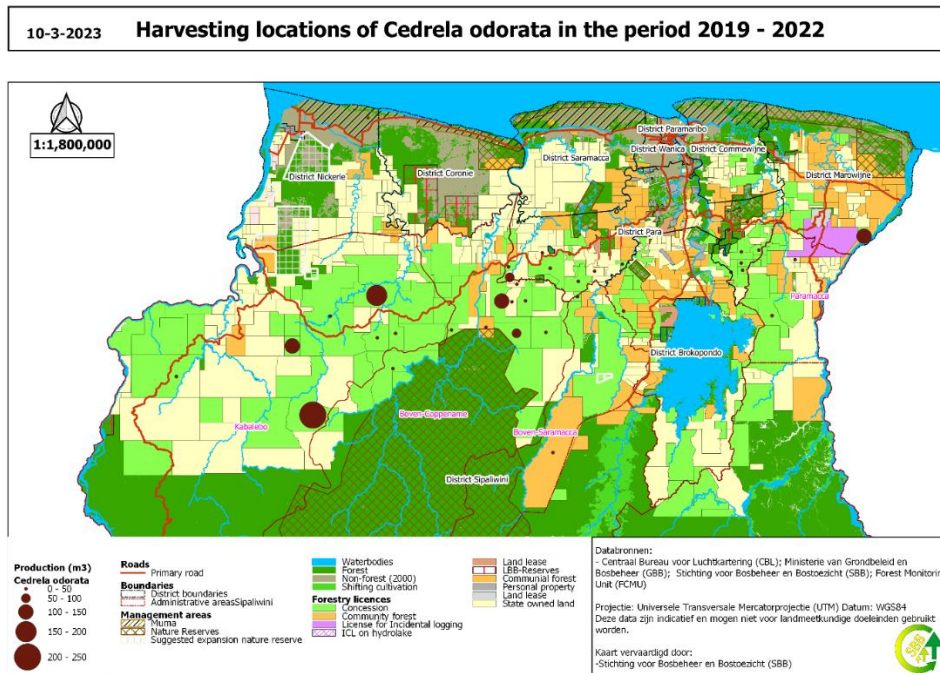 10-3-2023
Harvesting locations of Cedrela odorata in the period 2019 - 2022
1:1,800,000
District Paramaribo
District Wanica
District Commewijne
District Saramacca
District Marowijne
District Nickerie
District Coronie
District Para
Paramacca
District Brokopondo
Boven-Coppename
Kabalebo
Boven-Saramacca
District Sipaliwini
Production (m3)
Cedrela odorata
0 - 50
50 - 100
100 - 150
150 - 200
200 - 250
Roads
Primary road
Boundaries
District boundaries
Administrative areasSipaliwini
Management areas
Muma
Nature Reserves
Suggested expansion nature reserve
Waterbodies
Forest
Non-forest (2000)
Shifting cultivation
Forestry licences
Concession
Community forest
License for Incidental logging
ICL on hydrolake
Land lease
LBB-Reserves
Communal forest
Personal property
Land lease
State owned land
Databronnen:
- Centraal Bureau voor Luchtkartering (CBL); Ministerie van Grondbeleid en
Bosbeheer (GBB); Stichting voor Bosbeheer en Bostoezicht (SBB); Forest Monitorin
Unit (FCMU)
Projectie: Universele Transversale Mercatorprojectie (UTM) Datum: WGS84
Deze data zijn indicatief en mogen niet voor landmeetkundige doeleinden gebruikt
worden.
Kaart vervaardigd door:
-Stichting voor Bosbeheer en Bostoezicht (SBB)
SBB